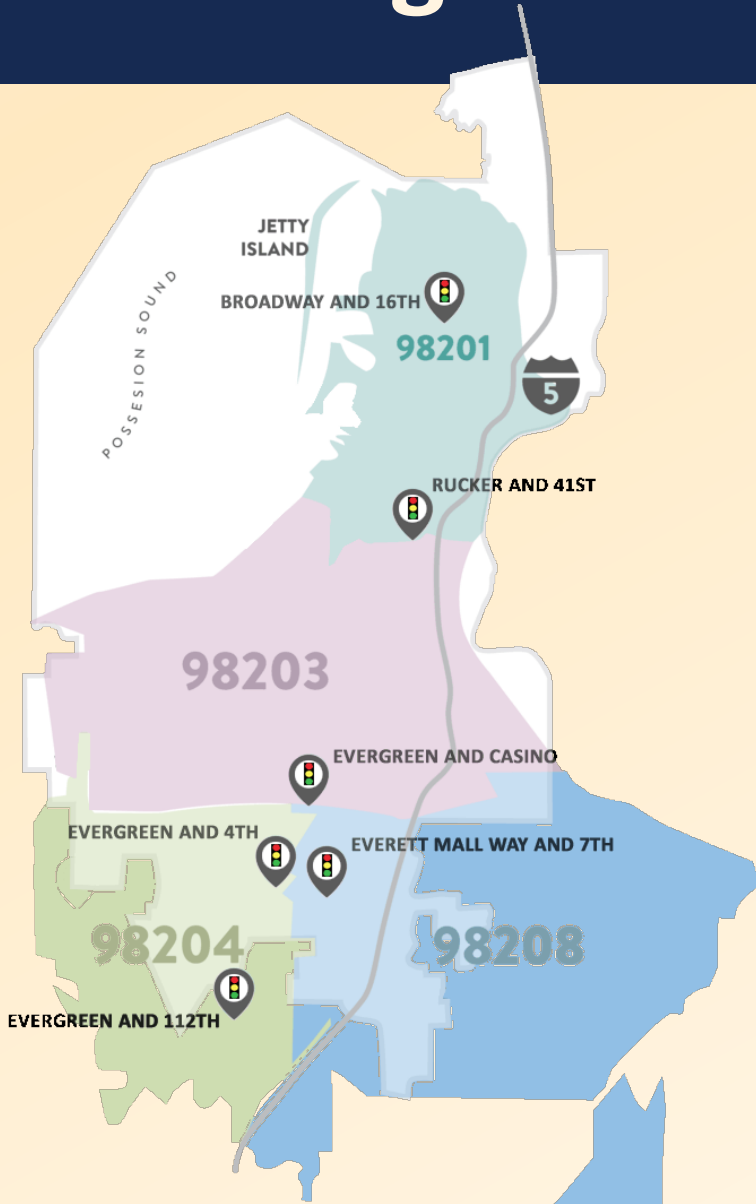 JETTY
ISLAND
POSSESION SOUND
BROADWAY AND 16TH
98201
5
RUCKER AND 41ST
98203
EVERGREEN AND CASINO
EVERGREEN AND 4TH
EVERETT MALL WAY AND 7TH
98204
98208
EVERGREEN AND 112TH